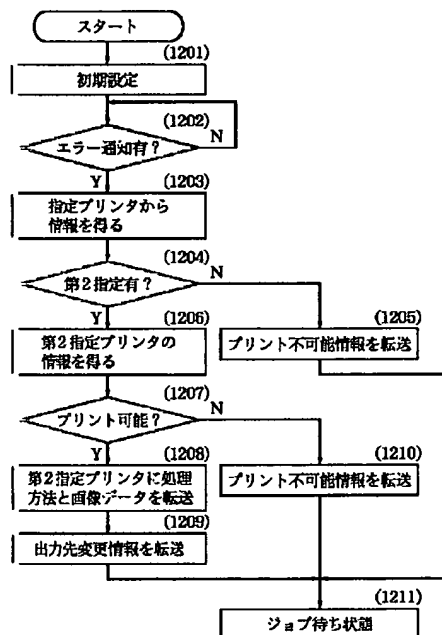 スタート
(1201)
初期設定
(1202)
エラー通知有？
N
Y
(1203)
指定プリンタから
情報を得る
(1204)
第2指定有？
N
Y
(1206)
第2指定プリンタの
情報を得る
(1205)
プリント不可能情報を転送
(1207)
プリント可能？
N
Y
(1208)
第2指定プリンタに処理
方法と画像データを転送
(1210)
プリント不可能情報を転送
(1209)
出力先変更情報を転送
(1211)
ジョブ待ち状態